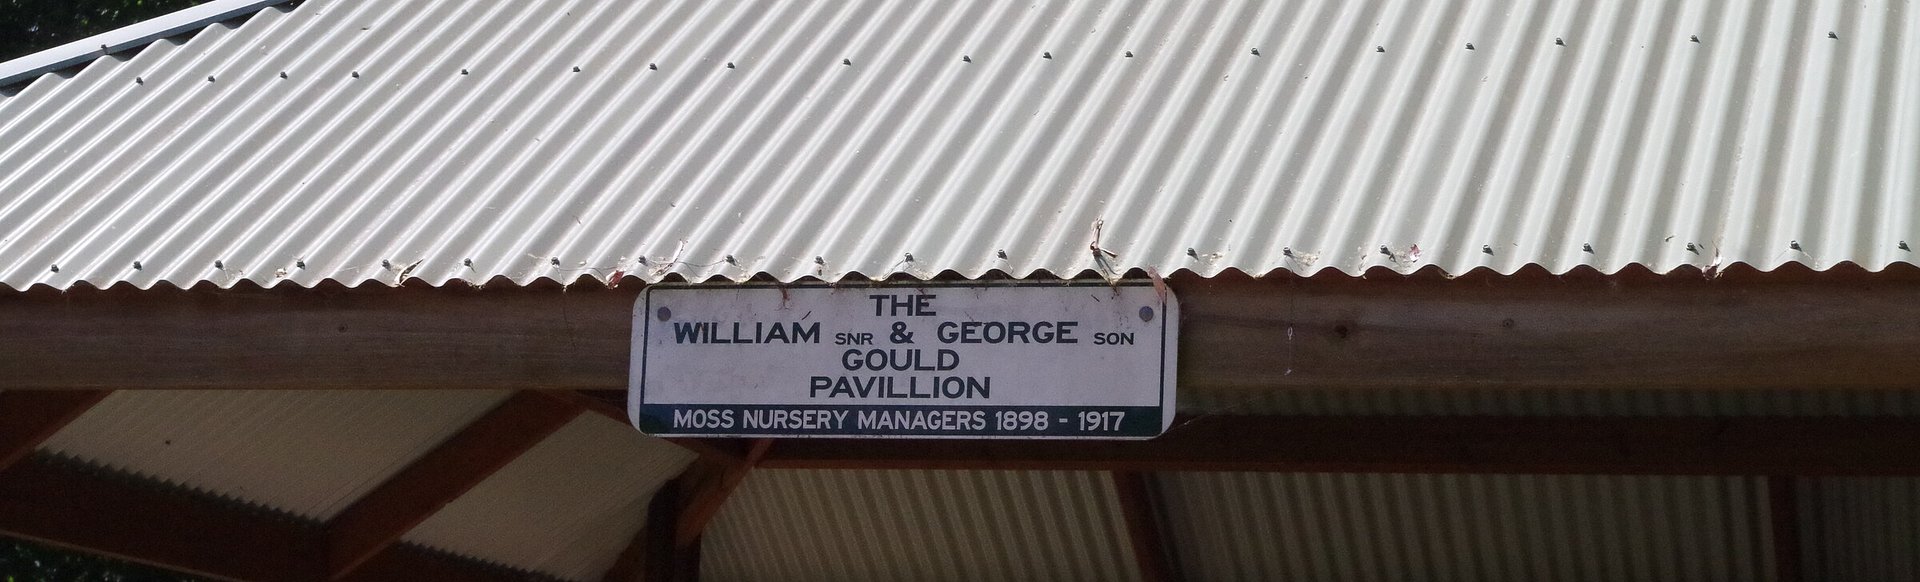 THE
WILLIAM SNR & GEORGE SON
GOULD
PAVILLION
MOSS NURSERY MANAGERS 1898 - 1917